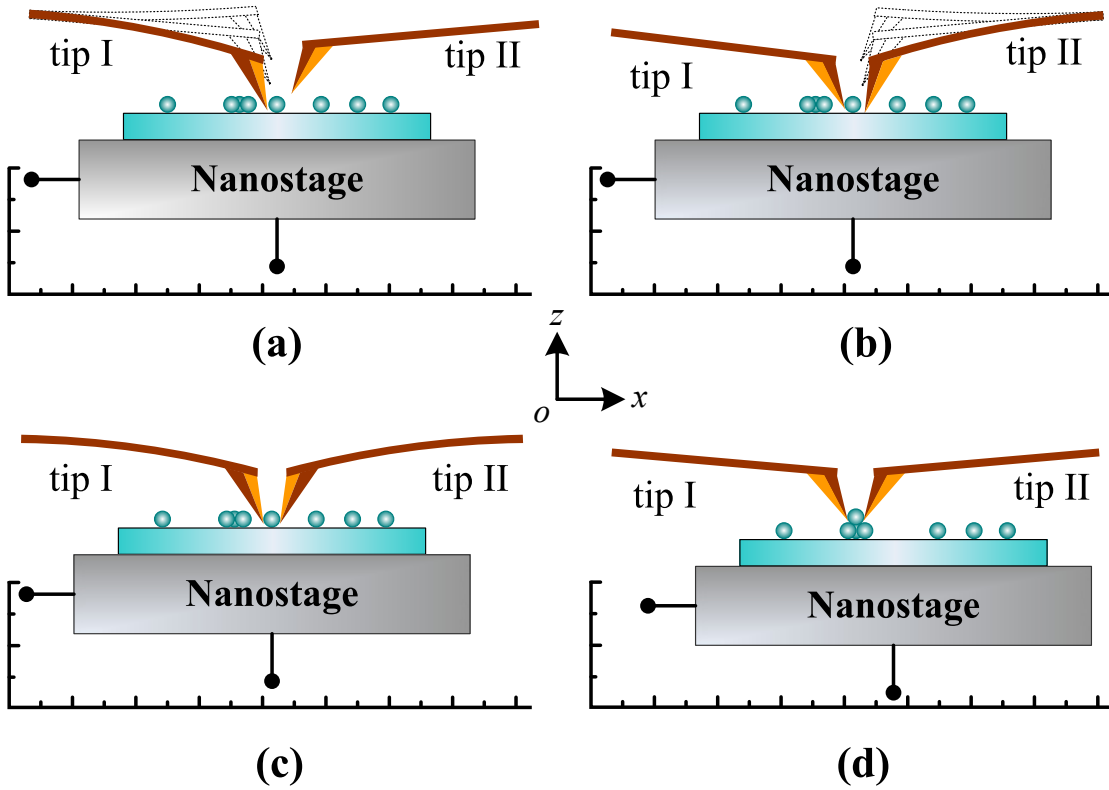 tip I
tip II
Nanostage
(a)
tip I
tip II
Nanostage
(b)
z
o
x
tip I
tip II
Nanostage
(c)
tip I
tip II
Nanostage
(d)